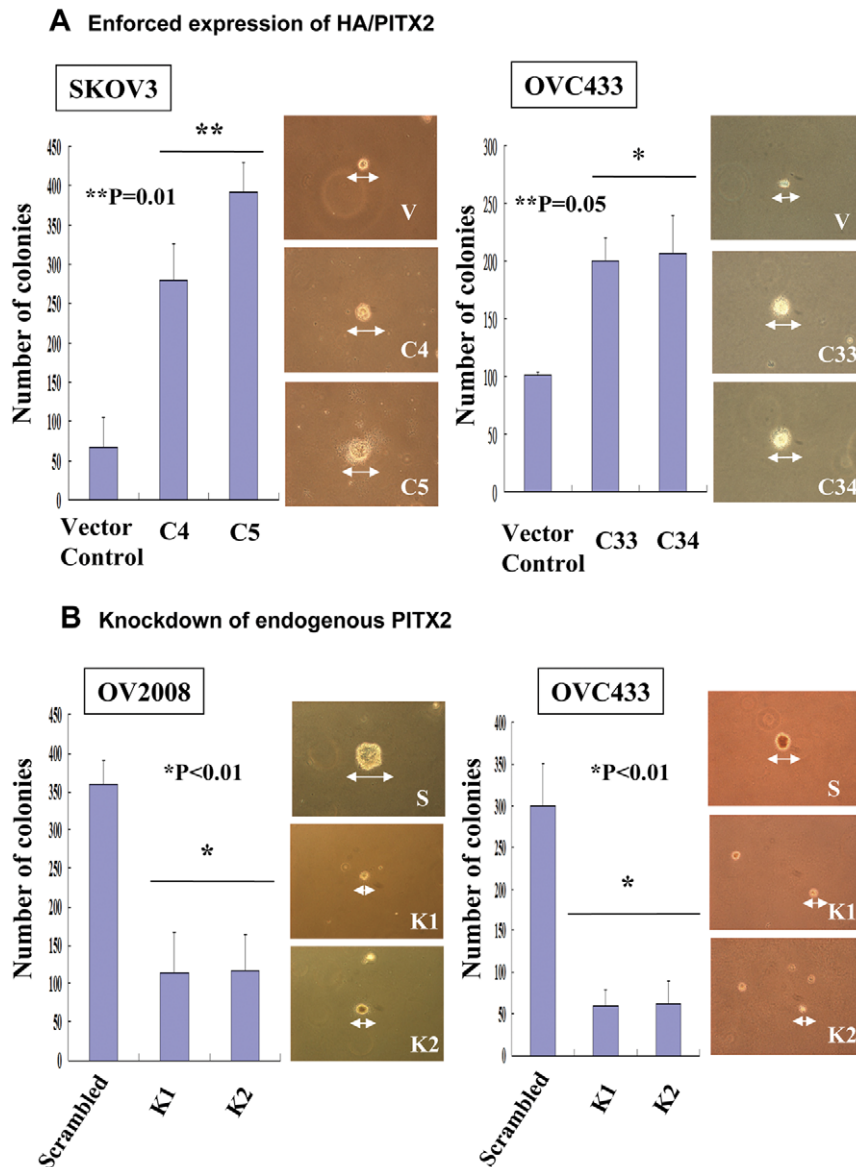 A Enforced expression of HA/PITX2
SKOV3
Number of colonies
450
400
350
300
250
200
150
100
50
0
**
**P=0.01
Vector
Control
C4
C5
V
C4
C5
OVC433
Number of colonies
300
250
200
150
100
50
0
*
**P=0.05
Vector
Control
C33
C34
V
C33
C34
B Knockdown of endogenous PITX2
OV2008
Number of colonies
450
400
350
300
250
200
150
100
50
0
*P<0.01
*
Scrambled
K1
K2
S
K1
K2
OVC433
Number of colonies
400
350
300
250
200
150
100
50
0
*P<0.01
*
Scrambled
K1
K2
S
K1
K2